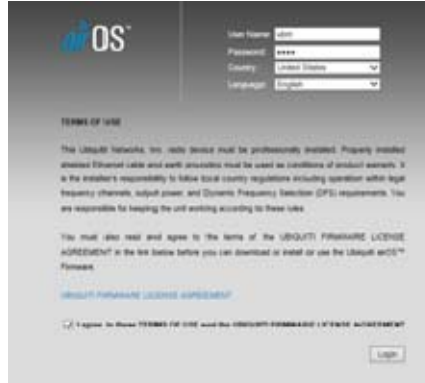 airOS™
User Name: ubnt
Password: ••••
Country: United States
Language: English
TERMS OF USE
This Ubiquiti Networks, Inc. radio device must be professionally installed. Properly installed
shielded Ethernet cable and earth grounding must be used as conditions of product warranty. It
is the installer's responsibility to follow local country regulations including operation within legal
frequency channels, output power, and Dynamic Frequency Selection (DFS) requirements. You
are responsible for keeping the unit working according to these rules.
You must also read and agree to the terms of the UBIQUITI FIRMWARE LICENSE
AGREEMENT in the link below before you can download or install or use the Ubiquiti airOS™
Firmware.
UBIQUITI FIRMWARE LICENSE AGREEMENT
I agree to these TERMS OF USE and the UBIQUITI FIRMWARE LICENSE AGREEMENT
Login